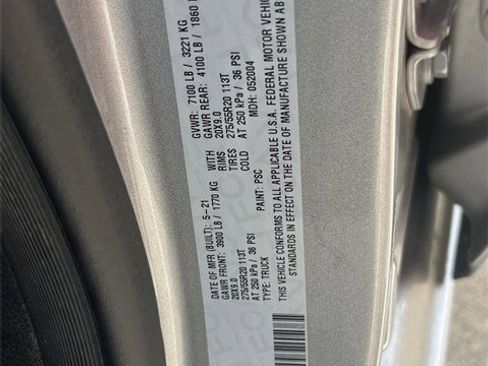 DATE OF MFR (BUILT): 5-21 GVWR: 7100 LB / 3221 KG
GAWR FRONT: 3900 LB / 1770 KG WITH GAWR REAR: 4100 LB / 1860
20X9.0 RIMS 20X9.0
275/55R20 113T TIRES 275/55R20 113T
AT 250 kPa / 36 PSI COLD AT 250 kPa / 36 PSI
TYPE: TRUCK PAINT: PSC MDH: 052004
THIS VEHICLE CONFORMS TO ALL APPLICABLE U.S.A. FEDERAL MOTOR VEHIC
STANDARDS IN EFFECT ON THE DATE OF MANUFACTURE SHOWN AB